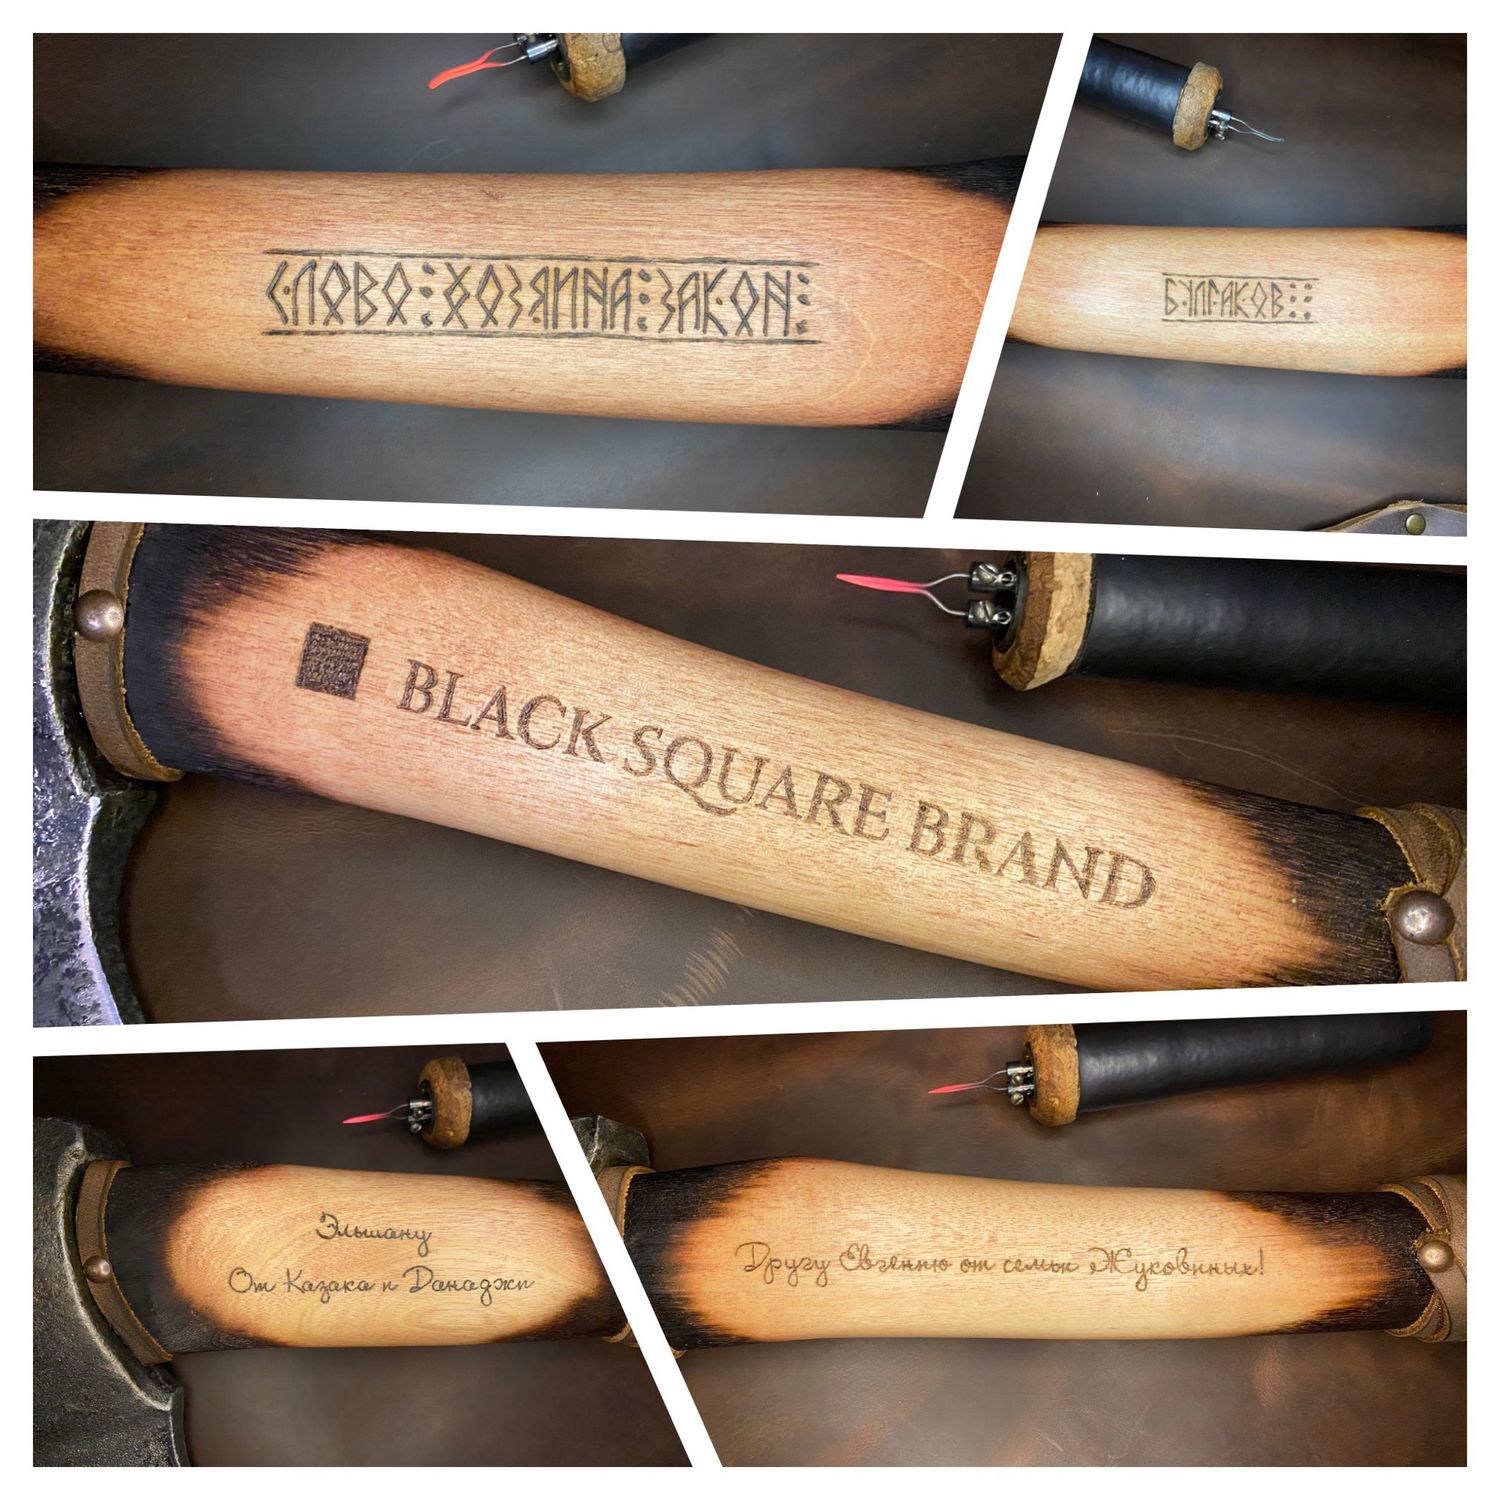 СЛОВО:ХОЗЯИНА:ЗАКОН:
БУЛГАКОВ:
BLACK SQUARE BRAND
Эльшану
От Казака и Данаджи
Другу Евгению от семьи Жуковиных!